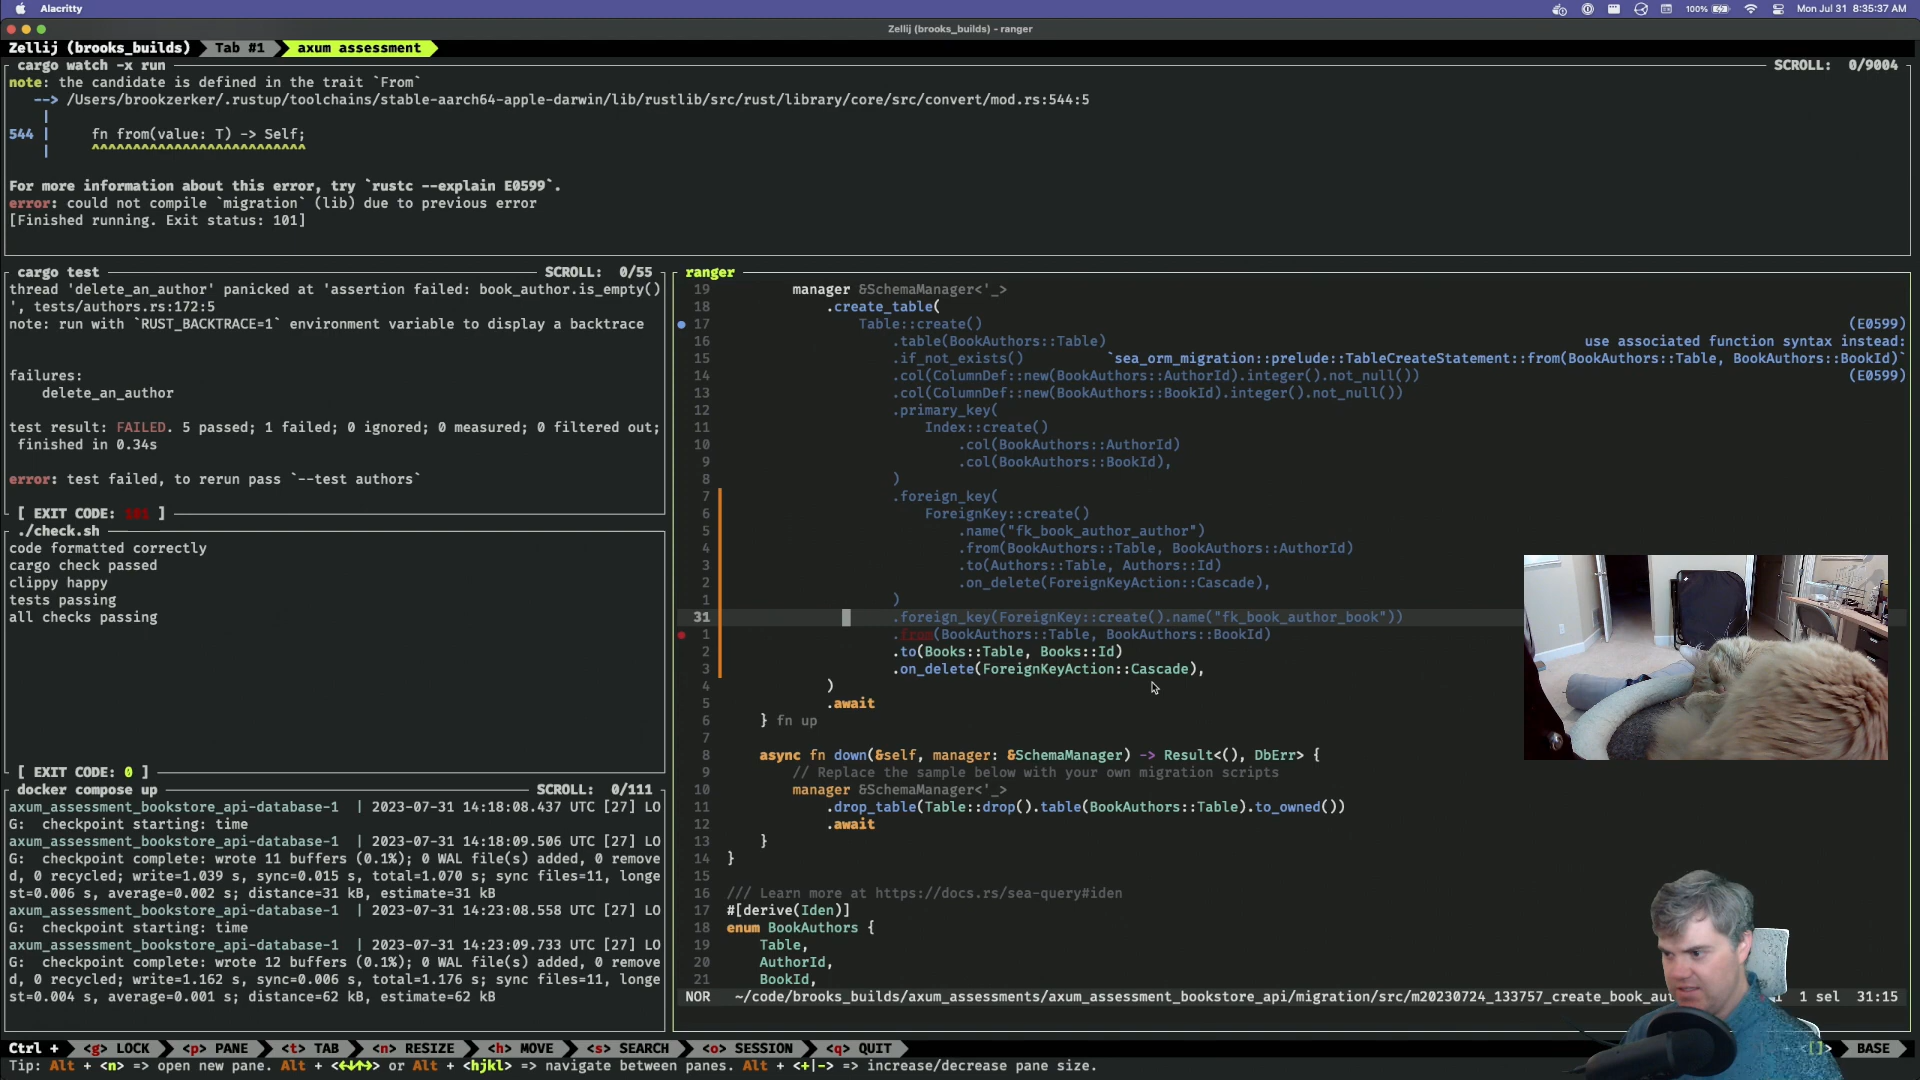 Alacritty
100%
Mon Jul 31 8:35:37 AM
Zellij (brooks_builds) - ranger
Zellij (brooks_builds) Tab #1 axum assessment
cargo watch -x run SCROLL: 0/9004
note: the candidate is defined in the trait `From`
--> /Users/brookzerker/.rustup/toolchains/stable-aarch64-apple-darwin/lib/rustlib/src/rust/library/core/src/convert/mod.rs:544:5
|
544 | fn from(value: T) -> Self;
| ^^^^^^^^^^^^^^^^^^^^^^^^^^
For more information about this error, try `rustc --explain E0599`.
error: could not compile `migration` (lib) due to previous error
[Finished running. Exit status: 101]
cargo test SCROLL: 0/55
thread 'delete_an_author' panicked at 'assertion failed: book_author.is_empty()
', tests/authors.rs:172:5
note: run with `RUST_BACKTRACE=1` environment variable to display a backtrace
failures:
delete_an_author
test result: FAILED. 5 passed; 1 failed; 0 ignored; 0 measured; 0 filtered out;
finished in 0.34s
error: test failed, to rerun pass `--test authors`
[ EXIT CODE: 101 ]
./check.sh
code formatted correctly
cargo check passed
clippy happy
tests passing
all checks passing
[ EXIT CODE: 0 ]
docker compose up SCROLL: 0/111
axum_assessment_bookstore_api-database-1 | 2023-07-31 14:18:08.437 UTC [27] LO
G: checkpoint starting: time
axum_assessment_bookstore_api-database-1 | 2023-07-31 14:18:09.506 UTC [27] LO
G: checkpoint complete: wrote 11 buffers (0.1%); 0 WAL file(s) added, 0 remove
d, 0 recycled; write=1.039 s, sync=0.015 s, total=1.070 s; sync files=11, longe
st=0.006 s, average=0.002 s; distance=31 kB, estimate=31 kB
axum_assessment_bookstore_api-database-1 | 2023-07-31 14:23:08.558 UTC [27] LO
G: checkpoint starting: time
axum_assessment_bookstore_api-database-1 | 2023-07-31 14:23:09.733 UTC [27] LO
G: checkpoint complete: wrote 12 buffers (0.1%); 0 WAL file(s) added, 0 remove
d, 0 recycled; write=1.162 s, sync=0.006 s, total=1.176 s; sync files=11, longe
st=0.004 s, average=0.001 s; distance=62 kB, estimate=62 kB
ranger
19 manager &SchemaManager<'_>
18 .create_table(
17 Table::create() (E0599)
16 .table(BookAuthors::Table) use associated function syntax instead:
15 .if_not_exists() `sea_orm_migration::prelude::TableCreateStatement::from(BookAuthors::Table, BookAuthors::BookId)`
14 .col(ColumnDef::new(BookAuthors::AuthorId).integer().not_null()) (E0599)
13 .col(ColumnDef::new(BookAuthors::BookId).integer().not_null())
12 .primary_key(
11 Index::create()
10 .col(BookAuthors::AuthorId)
9 .col(BookAuthors::BookId),
8 )
7 .foreign_key(
6 ForeignKey::create()
5 .name("fk_book_author_author")
4 .from(BookAuthors::Table, BookAuthors::AuthorId)
3 .to(Authors::Table, Authors::Id)
2 .on_delete(ForeignKeyAction::Cascade),
1 )
31 .foreign_key(ForeignKey::create().name("fk_book_author_book"))
1 .from(BookAuthors::Table, BookAuthors::BookId)
2 .to(Books::Table, Books::Id)
3 .on_delete(ForeignKeyAction::Cascade),
4 )
5 .await
6 } fn up
7
8 async fn down(&self, manager: &SchemaManager) -> Result<(), DbErr> {
9 // Replace the sample below with your own migration scripts
10 manager &SchemaManager<'_>
11 .drop_table(Table::drop().table(BookAuthors::Table).to_owned())
12 .await
13 }
14 }
15
16 /// Learn more at https://docs.rs/sea-query#iden
17 #[derive(Iden)]
18 enum BookAuthors {
19 Table,
20 AuthorId,
21 BookId,
NOR ~/code/brooks_builds/axum_assessments/axum_assessment_bookstore_api/migration/src/m20230724_133757_create_book_au 1 sel 31:15
Ctrl + <g> LOCK <p> PANE <t> TAB <n> RESIZE <h> MOVE <s> SEARCH <o> SESSION <q> QUIT <[]> BASE
Tip: Alt + <n> => open new pane. Alt + <←↓↑→> or Alt + <hjkl> => navigate between panes. Alt + <+|-> => increase/decrease pane size.